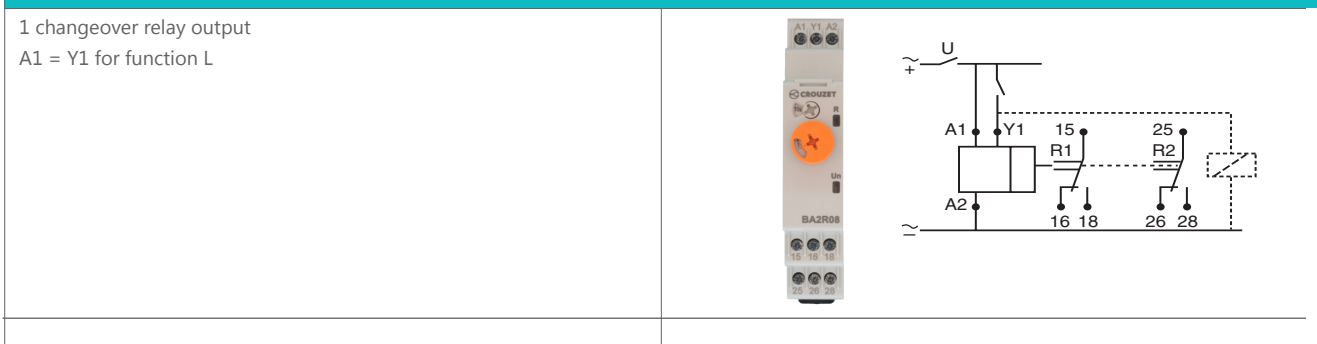 1 changeover relay output
A1 = Y1 for function L
A1 Y1 A2
CROUZET
R
Un
BA2R08
15 16 18
25 26 28
U
+
A1 Y1 15 25
R1 R2
A2
16 18 26 28